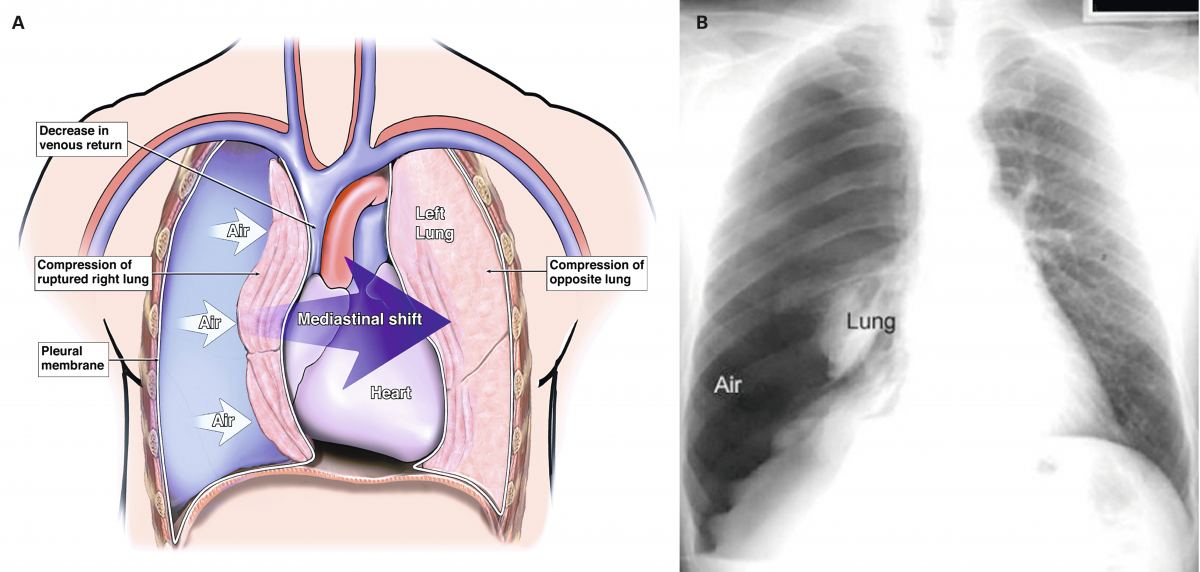 A
B
Decrease in
venous return
Air
Left
Lung
Compression of
ruptured right lung
Compression of
opposite lung
Air
Mediastinal shift
Pleural
membrane
Heart
Air
Lung
Air